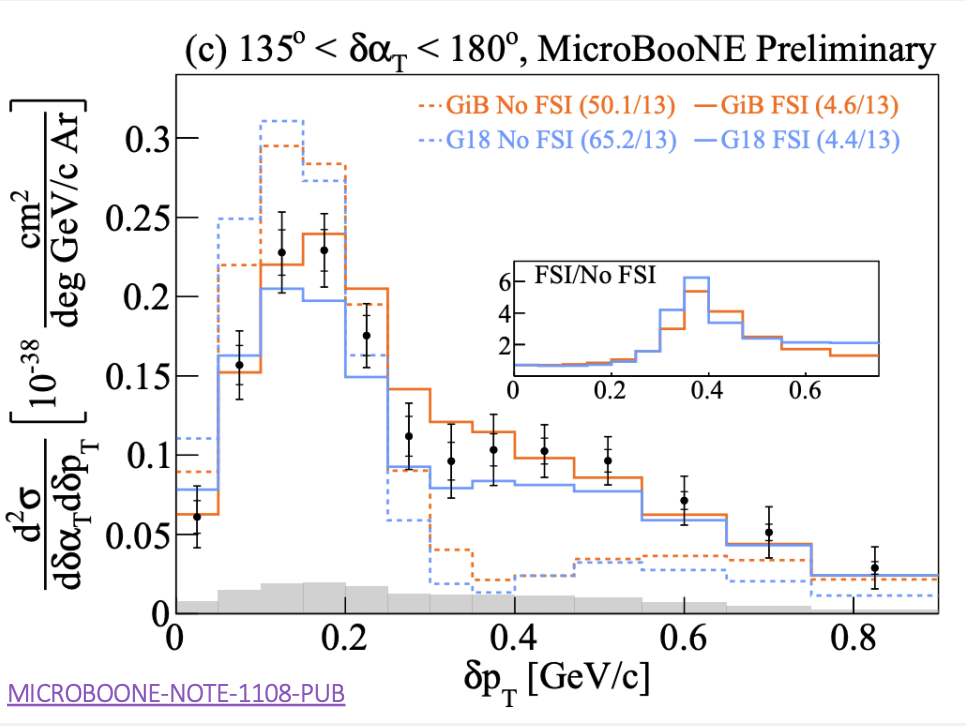 (c) 135° < δα_T < 180°, MicroBooNE Preliminary
GiB No FSI (50.1/13) GiB FSI (4.6/13)
G18 No FSI (65.2/13) G18 FSI (4.4/13)
d²σ/dδα_Tdδp_T [10⁻³⁸ cm²/deg GeV/c Ar]
0.3
0.25
0.2
0.15
0.1
0.05
0
FSI/No FSI
6
4
2
0 0.2 0.4 0.6
0 0.2 0.4 0.6 0.8
δp_T [GeV/c]
MICROBOONE-NOTE-1108-PUB